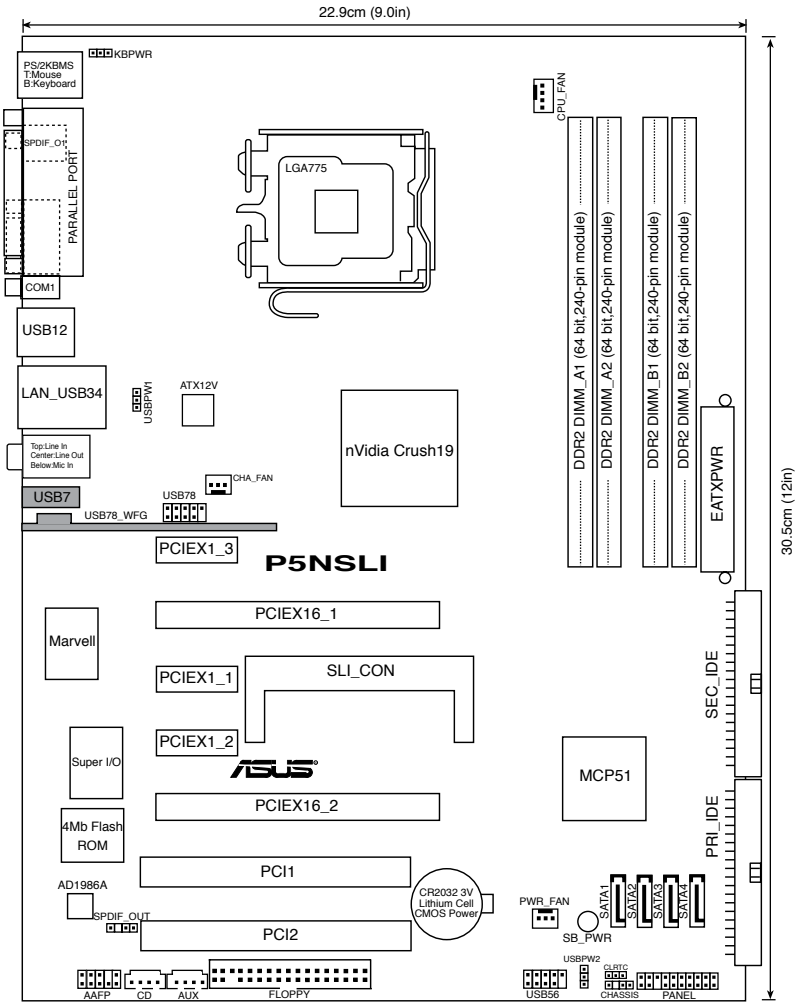 22.9cm (9.0in)
PS/2KBMS
T:Mouse
B:Keyboard
KBPWR
CPU_FAN
SPDIF_O1
PARALLEL PORT
LGA775
COM1
USB12
LAN_USB34
USBPW1
ATX12V
nVidia Crush19
DDR2 DIMM_A1 (64 bit,240-pin module)
DDR2 DIMM_A2 (64 bit,240-pin module)
DDR2 DIMM_B1 (64 bit,240-pin module)
DDR2 DIMM_B2 (64 bit,240-pin module)
EATXPWR
30.5cm (12in)
Top:Line In
Center:Line Out
Below:Mic In
CHA_FAN
USB7
USB78
USB78_WFG
PCIEX1_3
P5NSLI
PCIEX16_1
Marvell
PCIEX1_1
SLI_CON
SEC_IDE
PCIEX1_2
Super I/O
ASUS
®
MCP51
PCIEX16_2
4Mb Flash
ROM
PRI_IDE
PCI1
AD1986A
CR2032 3V
Lithium Cell
CMOS Power
PWR_FAN
SATA1
SATA2
SATA3
SATA4
SPDIF_OUT
PCI2
SB_PWR
USBPW2
CLRTC
AAFP
CD
AUX
FLOPPY
USB56
CHASSIS
PANEL